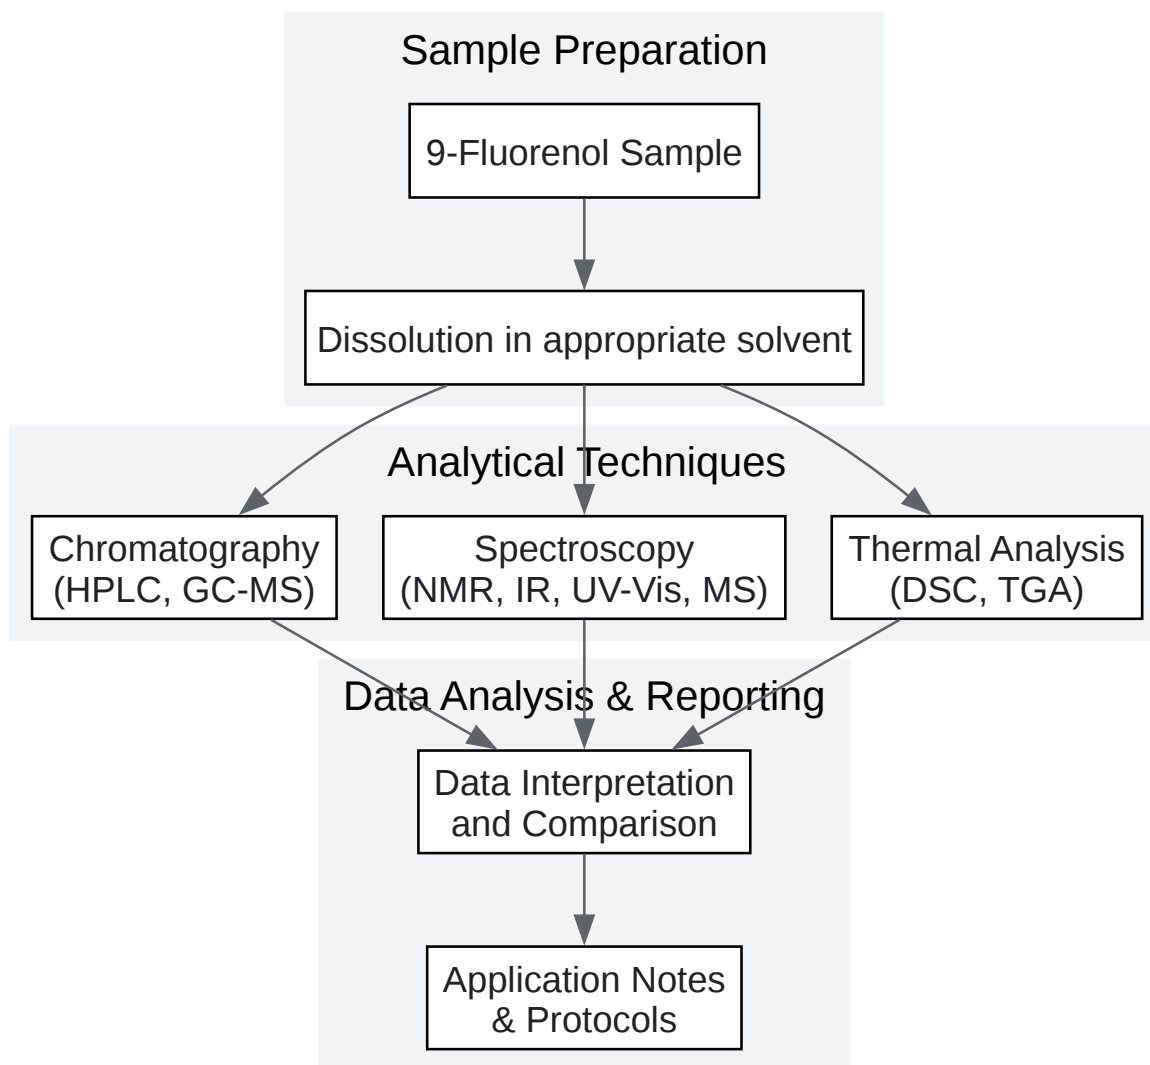 Sample Preparation
9-Fluorenol Sample
Dissolution in appropriate solvent
Analytical Techniques
Chromatography
(HPLC, GC-MS)
Spectroscopy
(NMR, IR, UV-Vis, MS)
Thermal Analysis
(DSC, TGA)
Data Analysis & Reporting
Data Interpretation
and Comparison
Application Notes
& Protocols